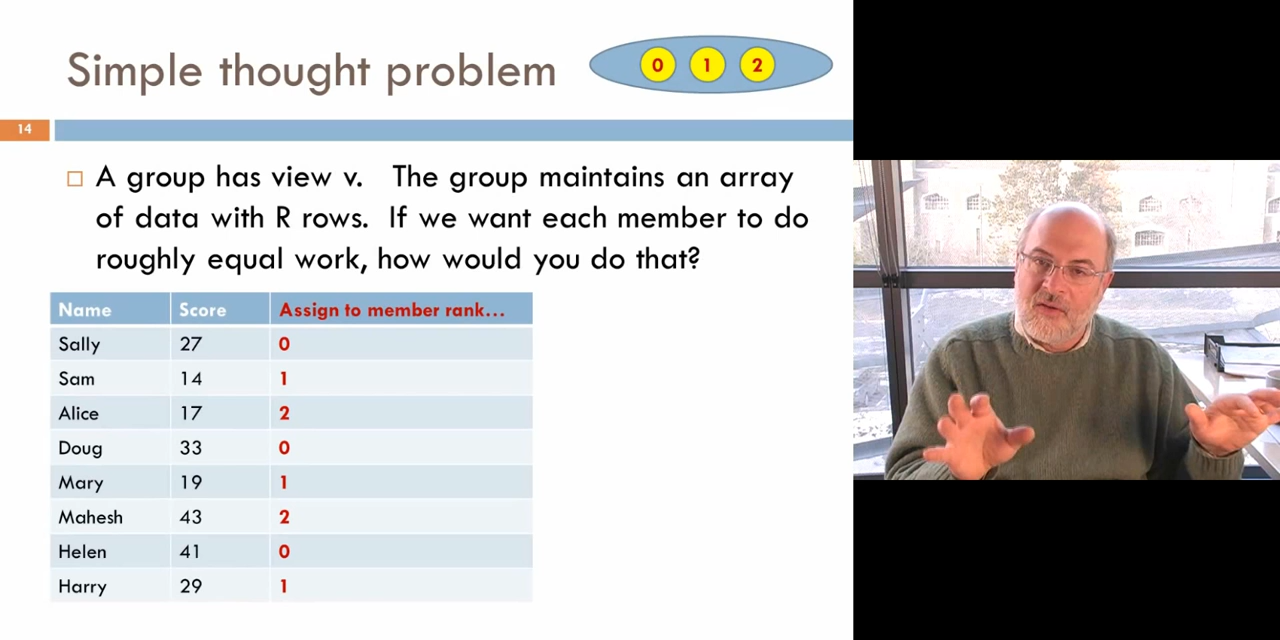 Simple thought problem
0 1 2
14
A group has view v. The group maintains an array
of data with R rows. If we want each member to do
roughly equal work, how would you do that?
Name Score Assign to member rank...
Sally 27 0
Sam 14 1
Alice 17 2
Doug 33 0
Mary 19 1
Mahesh 43 2
Helen 41 0
Harry 29 1